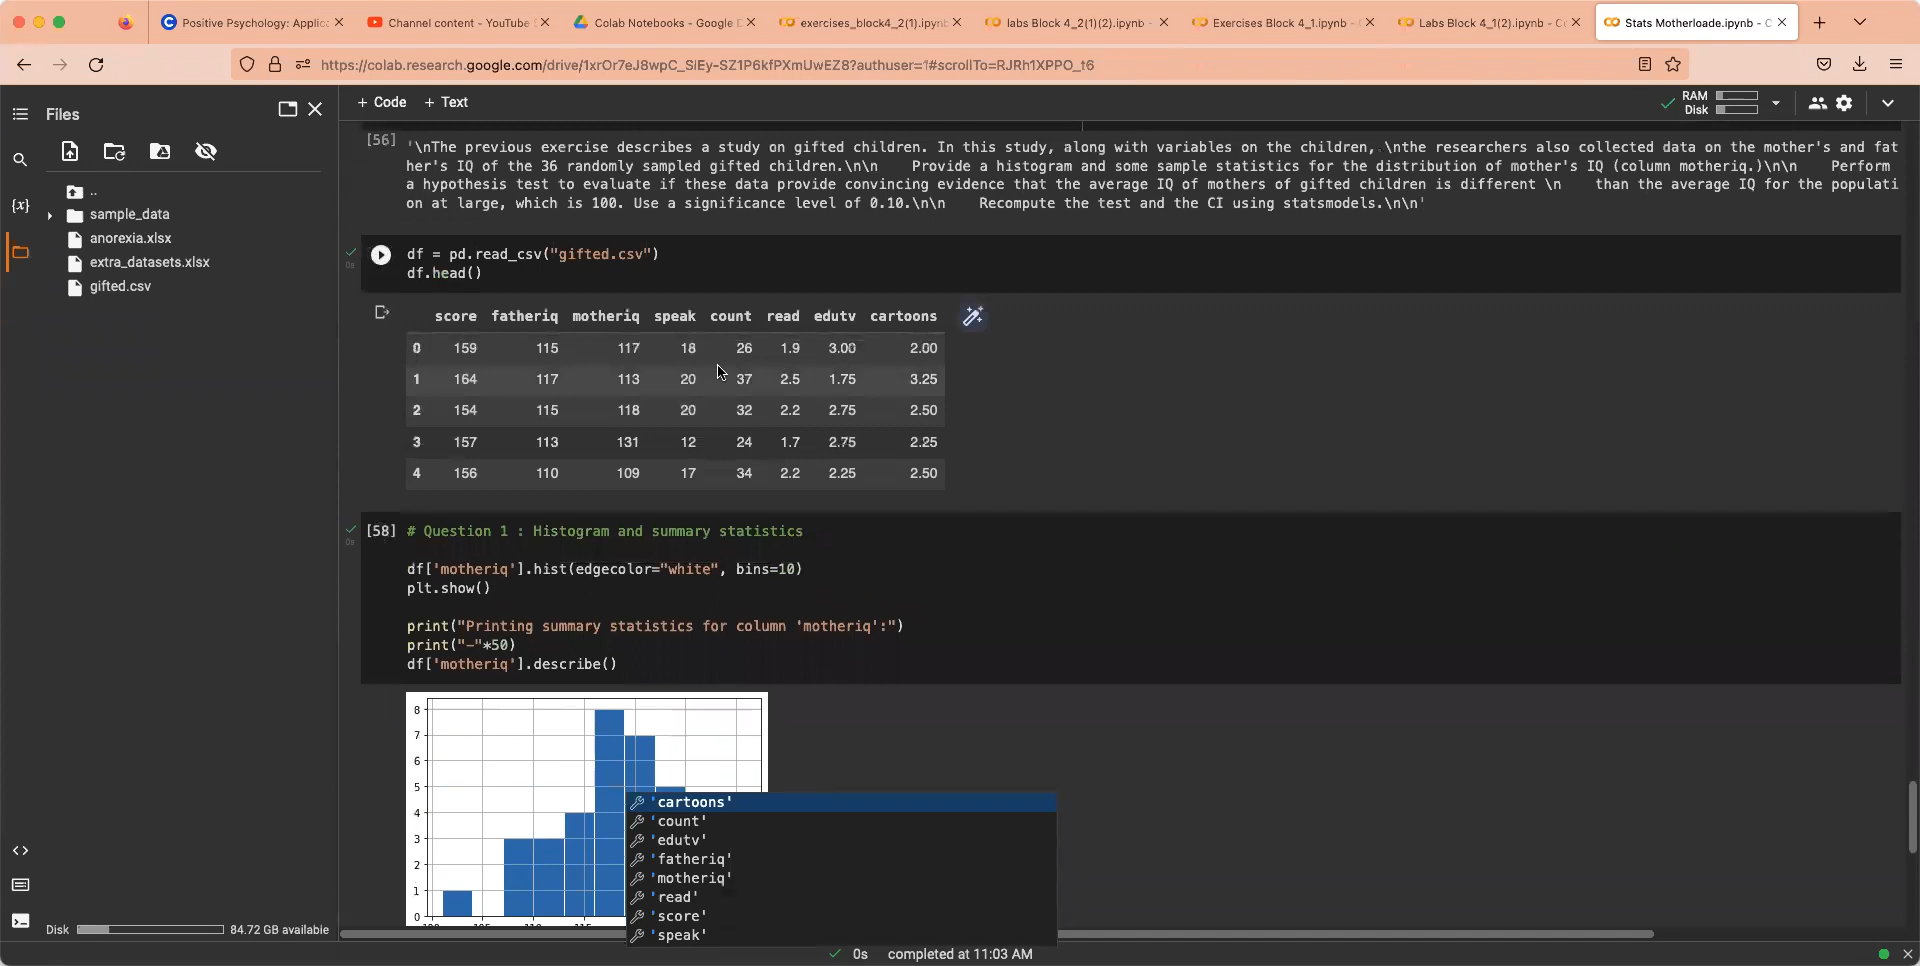 Positive Psychology: Applic
Channel content - YouTube
Colab Notebooks - Google D
exercises_block4_2(1).ipynb
labs Block 4_2(1)(2).ipynb -
Exercises Block 4_1.ipynb -
Labs Block 4_1(2).ipynb - Co
Stats Motherloade.ipynb - C
https://colab.research.google.com/drive/1xrOr7eJ8wpC_SiEy-SZ1P6kfPXmUwEZ8?authuser=1#scrollTo=RJRh1XPPO_t6
Files
+ Code + Text
RAM
Disk
..
sample_data
anorexia.xlsx
extra_datasets.xlsx
gifted.csv
{x}
[56] '\nThe previous exercise describes a study on gifted children. In this study, along with variables on the children, \nthe researchers also collected data on the mother's and fat
her's IQ of the 36 randomly sampled gifted children.\n\n    Provide a histogram and some sample statistics for the distribution of mother's IQ (column motheriq.)\n\n    Perform
a hypothesis test to evaluate if these data provide convincing evidence that the average IQ of mothers of gifted children is different \n    than the average IQ for the populati
on at large, which is 100. Use a significance level of 0.10.\n\n    Recompute the test and the CI using statsmodels.\n\n'
0s
df = pd.read_csv("gifted.csv")
df.head()
score fatheriq motheriq speak count read edutv cartoons
0 159 115 117 18 26 1.9 3.00 2.00
1 164 117 113 20 37 2.5 1.75 3.25
2 154 115 118 20 32 2.2 2.75 2.50
3 157 113 131 12 24 1.7 2.75 2.25
4 156 110 109 17 34 2.2 2.25 2.50
0s
[58] # Question 1 : Histogram and summary statistics
df['motheriq'].hist(edgecolor="white", bins=10)
plt.show()
print("Printing summary statistics for column 'motheriq':")
print("-"*50)
df['motheriq'].describe()
8
7
6
5
4
3
2
1
0
'cartoons'
'count'
'edutv'
'fatheriq'
'motheriq'
'read'
'score'
'speak'
Disk 84.72 GB available
0s completed at 11:03 AM